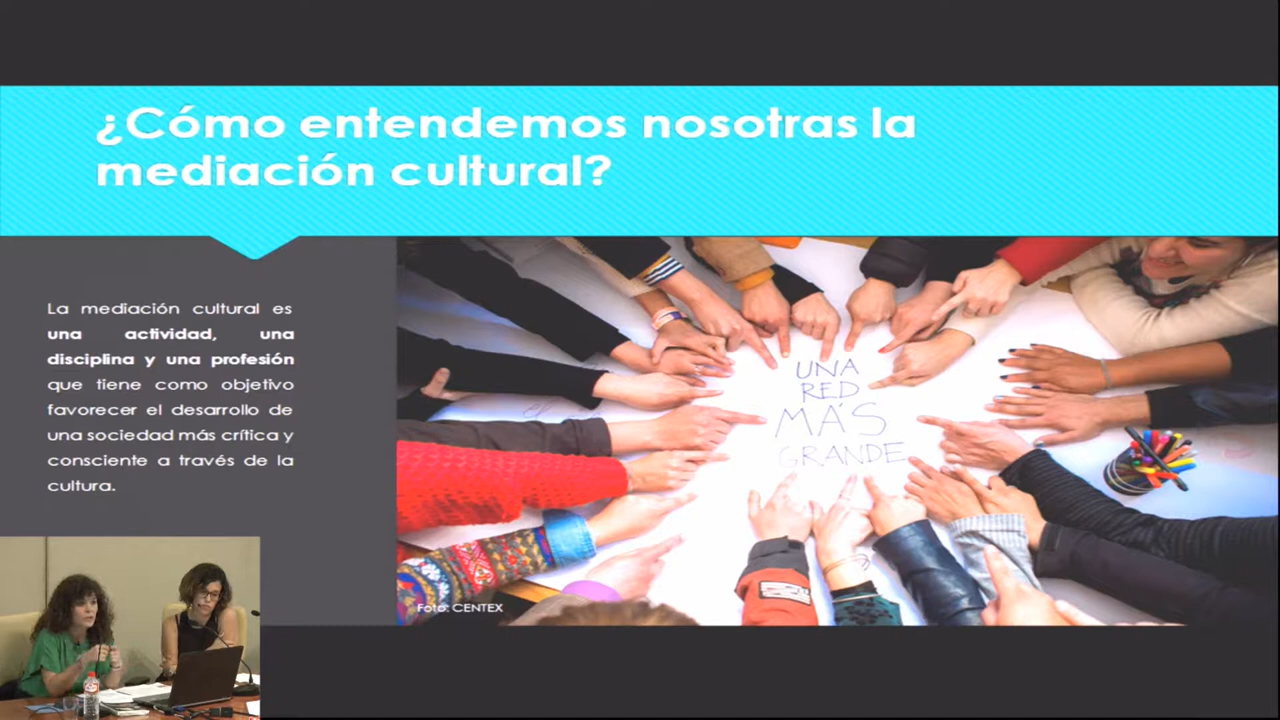 ¿Cómo entendemos nosotras la
mediación cultural?
La mediación cultural es
una actividad, una
disciplina y una profesión
que tiene como objetivo
favorecer el desarrollo de
una sociedad más crítica y
consciente a través de la
cultura.
UNA
RED
MÁS
GRANDE
Foto: CENTEX